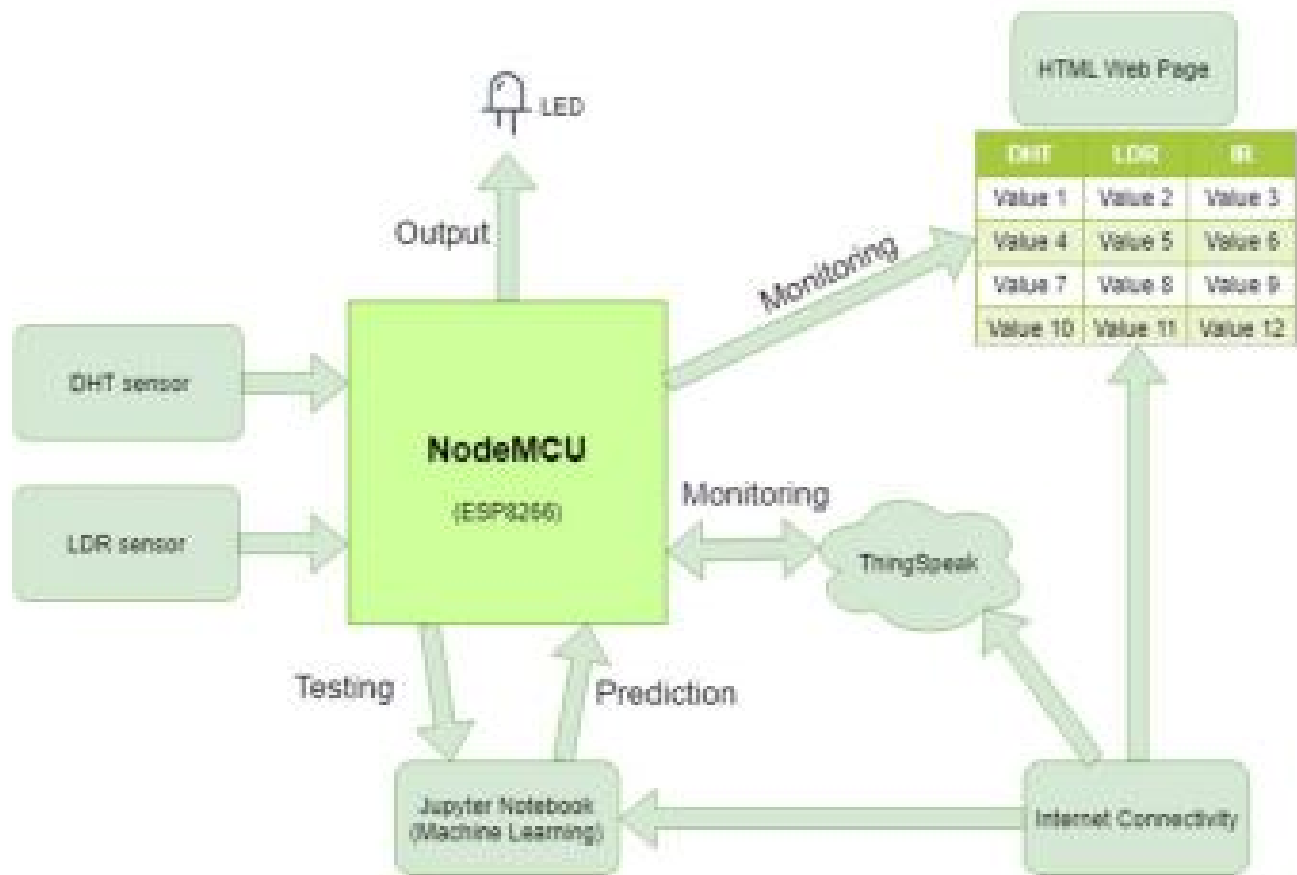 HTML Web Page
LED
DHT LDR IR
Value 1 Value 2 Value 3
Output
Monitoring
Value 4 Value 5 Value 6
Value 7 Value 8 Value 9
Value 10 Value 11 Value 12
DHT sensor
NodeMCU
(ESP8266)
Monitoring
LDR sensor
ThingSpeak
Testing
Prediction
Jupyter Notebook
(Machine Learning)
Internet Connectivity